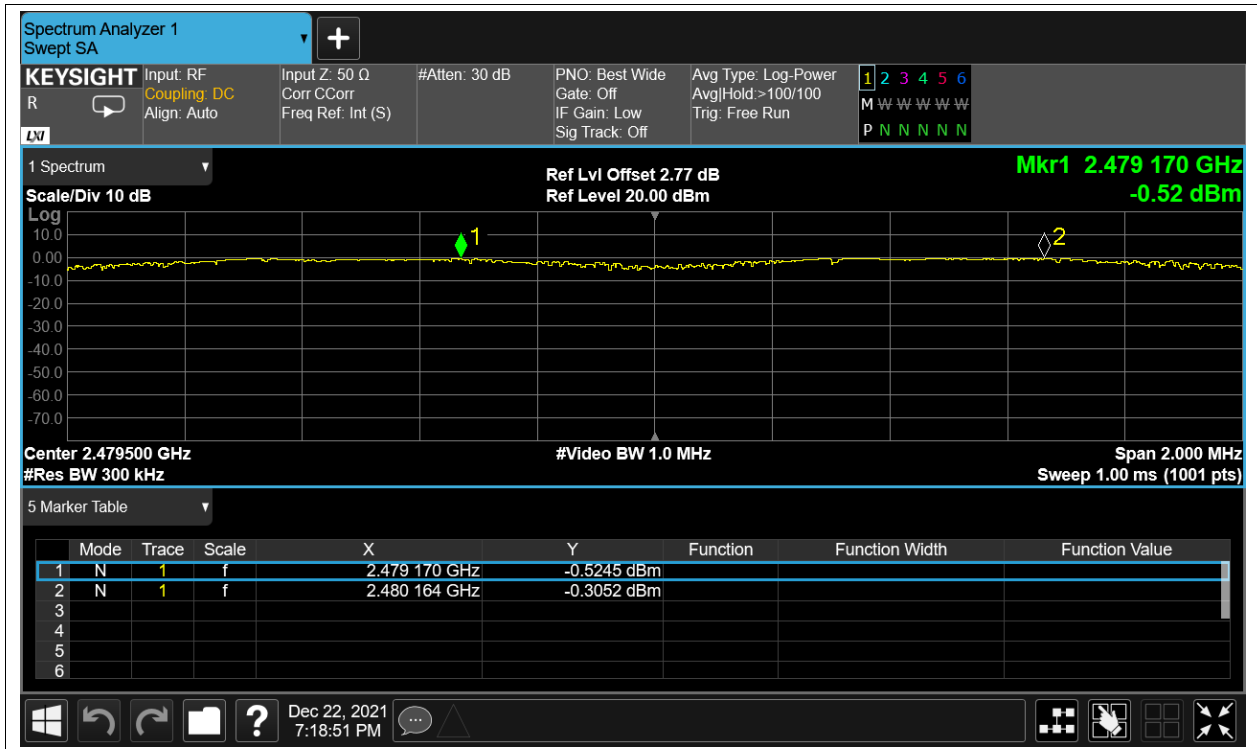 Spectrum Analyzer 1
Swept SA
+
KEYSIGHT
R
LXI
Input: RF
Coupling: DC
Align: Auto
Input Z: 50 Ω
Corr CCorr
Freq Ref: Int (S)
#Atten: 30 dB
PNO: Best Wide
Gate: Off
IF Gain: Low
Sig Track: Off
Avg Type: Log-Power
Avg|Hold:>100/100
Trig: Free Run
1 2 3 4 5 6
M W W W W W
P N N N N N
1 Spectrum
Scale/Div 10 dB
Ref Lvl Offset 2.77 dB
Ref Level 20.00 dBm
Mkr1 2.479 170 GHz
-0.52 dBm
Log
10.0
0.00
-10.0
-20.0
-30.0
-40.0
-50.0
-60.0
-70.0
1
2
Center 2.479500 GHz
#Res BW 300 kHz
#Video BW 1.0 MHz
Span 2.000 MHz
Sweep 1.00 ms (1001 pts)
5 Marker Table
Mode Trace Scale X Y Function Function Width Function Value
1 N 1 f 2.479 170 GHz -0.5245 dBm
2 N 1 f 2.480 164 GHz -0.3052 dBm
3
4
5
6
?
Dec 22, 2021
7:18:51 PM